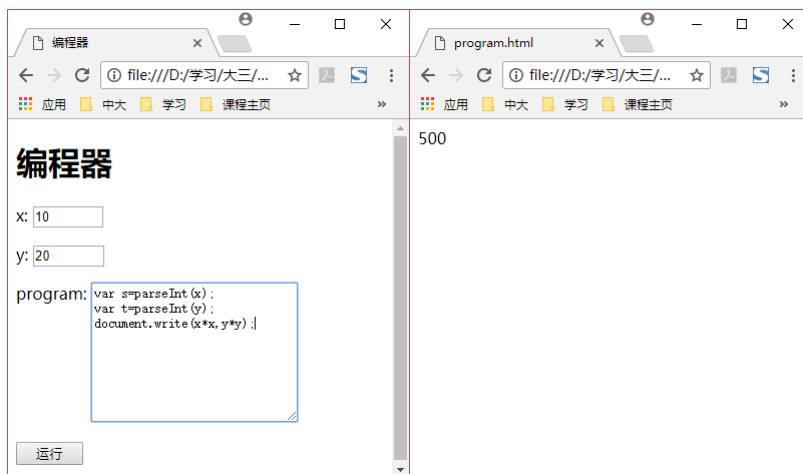 编程器
file:///D:/学习/大三/...
应用 中大 学习 课程主页 »
编程器
x: 10
y: 20
program: var s=parseInt(x);
var t=parseInt(y);
document.write(x*x,y*y);
运行
program.html
file:///D:/学习/大三/...
应用 中大 学习 课程主页 »
500